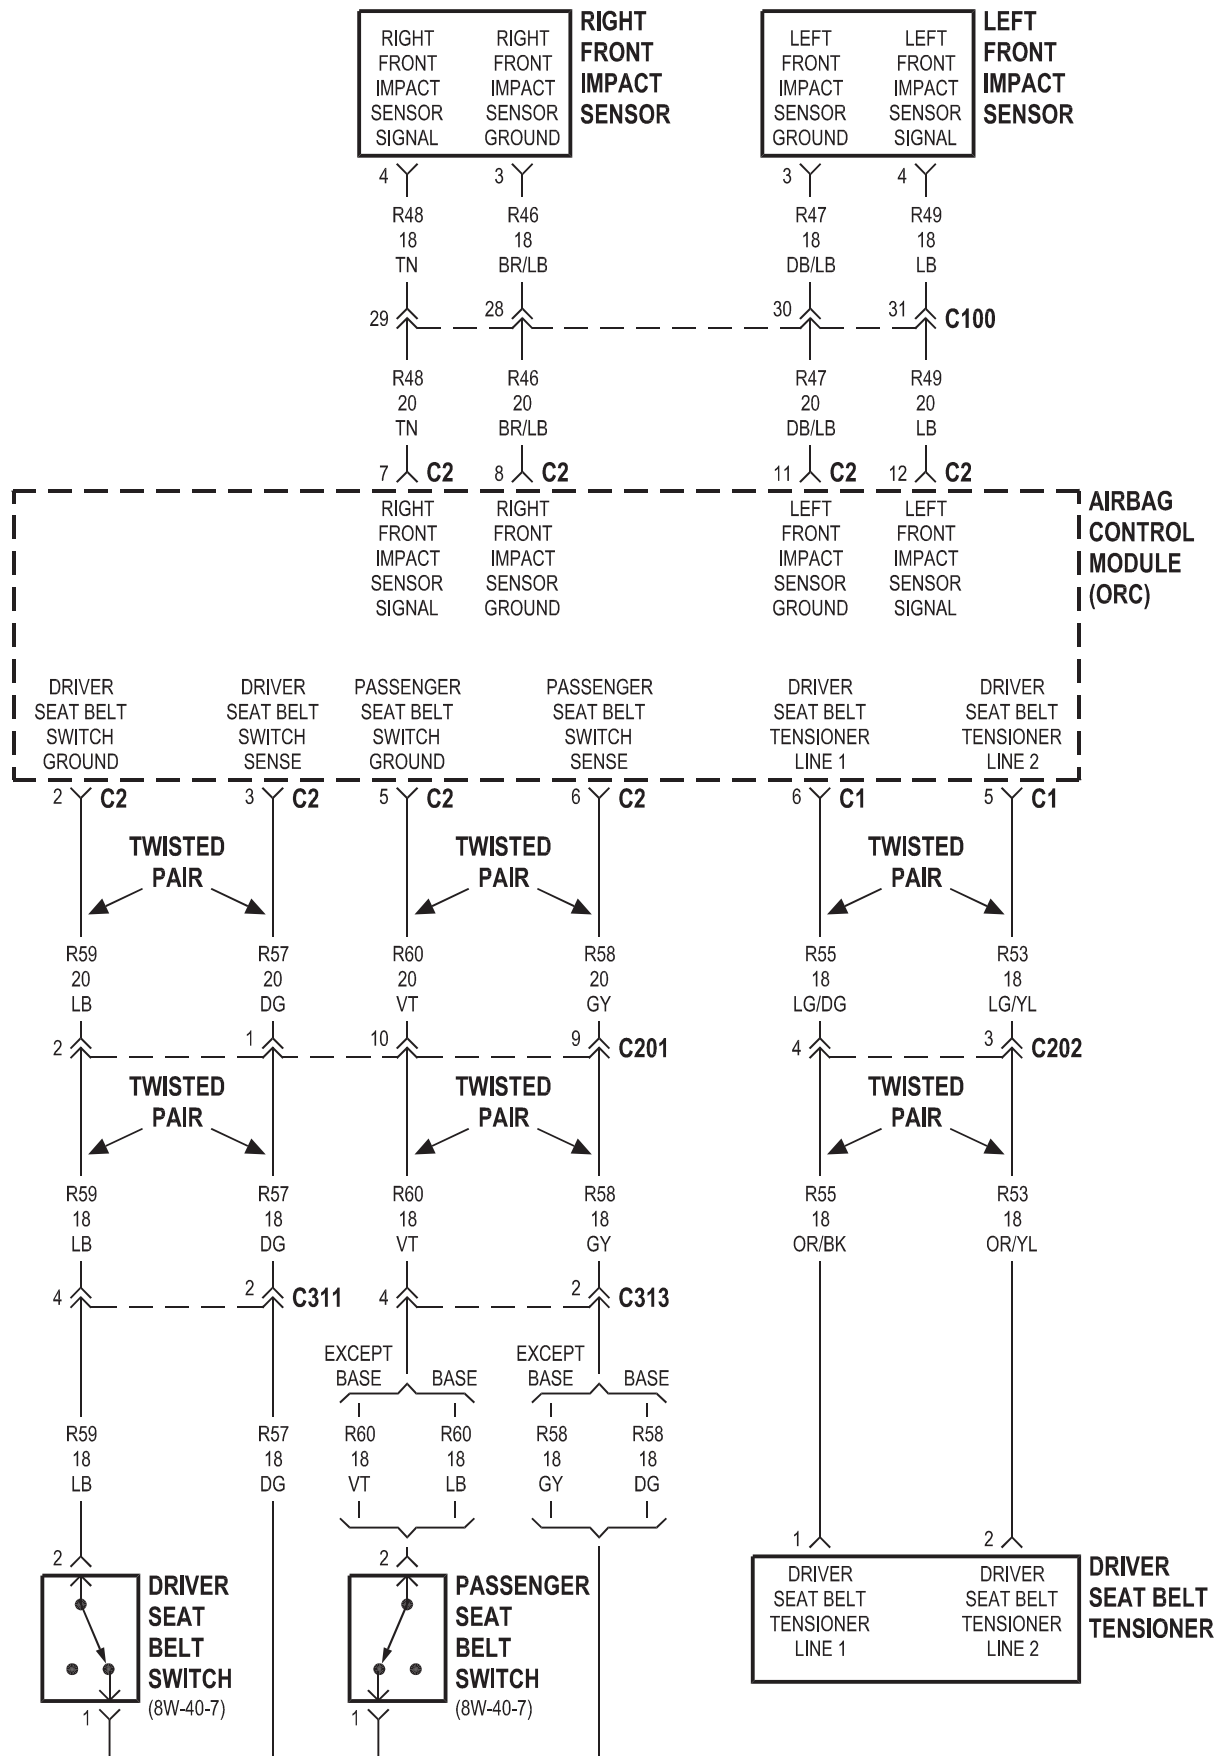 RIGHT
FRONT
IMPACT
SENSOR
SIGNAL
RIGHT
FRONT
IMPACT
SENSOR
GROUND
RIGHT
FRONT
IMPACT
SENSOR
LEFT
FRONT
IMPACT
SENSOR
GROUND
LEFT
FRONT
IMPACT
SENSOR
SIGNAL
LEFT
FRONT
IMPACT
SENSOR
4
3
3
4
R48
18
TN
R46
18
BR/LB
R47
18
DB/LB
R49
18
LB
29
28
30
31
C100
R48
20
TN
R46
20
BR/LB
R47
20
DB/LB
R49
20
LB
7 C2
8 C2
11 C2
12 C2
RIGHT
FRONT
IMPACT
SENSOR
SIGNAL
RIGHT
FRONT
IMPACT
SENSOR
GROUND
LEFT
FRONT
IMPACT
SENSOR
GROUND
LEFT
FRONT
IMPACT
SENSOR
SIGNAL
AIRBAG
CONTROL
MODULE
(ORC)
DRIVER
SEAT BELT
SWITCH
GROUND
DRIVER
SEAT BELT
SWITCH
SENSE
PASSENGER
SEAT BELT
SWITCH
GROUND
PASSENGER
SEAT BELT
SWITCH
SENSE
DRIVER
SEAT BELT
TENSIONER
LINE 1
DRIVER
SEAT BELT
TENSIONER
LINE 2
2 C2
3 C2
5 C2
6 C2
6 C1
5 C1
TWISTED
PAIR
TWISTED
PAIR
TWISTED
PAIR
R59
20
LB
R57
20
DG
R60
20
VT
R58
20
GY
R55
18
LG/DG
R53
18
LG/YL
2
1
10
9
C201
4
3
C202
TWISTED
PAIR
TWISTED
PAIR
TWISTED
PAIR
R59
18
LB
R57
18
DG
R60
18
VT
R58
18
GY
R55
18
OR/BK
R53
18
OR/YL
4
2
C311
4
2
C313
EXCEPT
BASE
BASE
EXCEPT
BASE
BASE
R59
18
LB
R57
18
DG
R60
18
VT
R60
18
LB
R58
18
GY
R58
18
DG
2
2
1
2
DRIVER
SEAT
BELT
SWITCH
(8W-40-7)
PASSENGER
SEAT
BELT
SWITCH
(8W-40-7)
DRIVER
SEAT BELT
TENSIONER
LINE 1
DRIVER
SEAT BELT
TENSIONER
LINE 2
DRIVER
SEAT BELT
TENSIONER
1
1